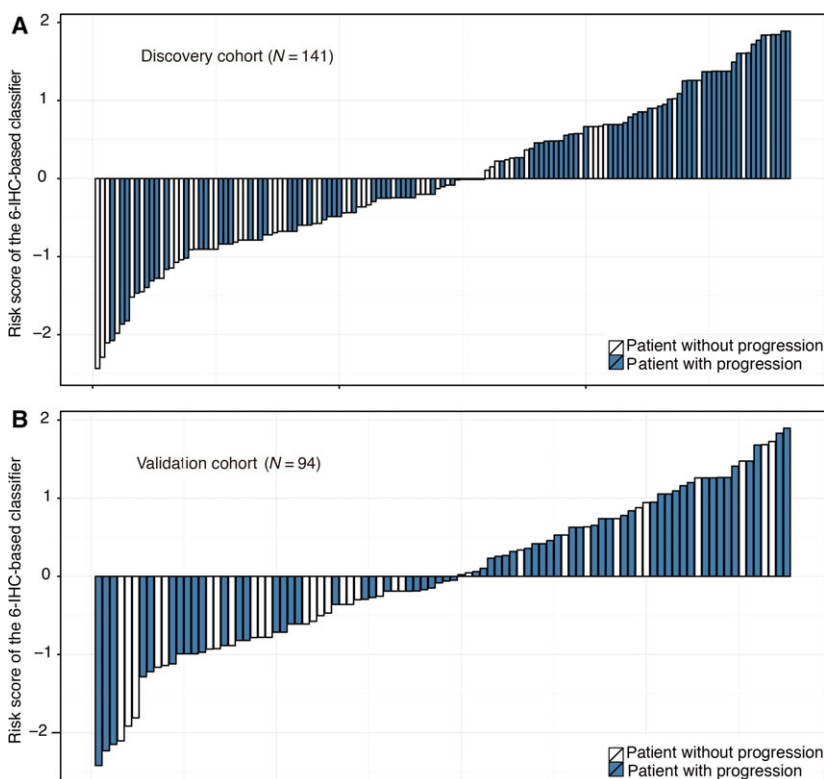 A
Discovery cohort (N = 141)
Risk score of the 6-IHC-based classifier
2
1
0
−1
−2
Patient without progression
Patient with progression
B
Validation cohort (N = 94)
Risk score of the 6-IHC-based classifier
2
1
0
−1
−2
Patient without progression
Patient with progression